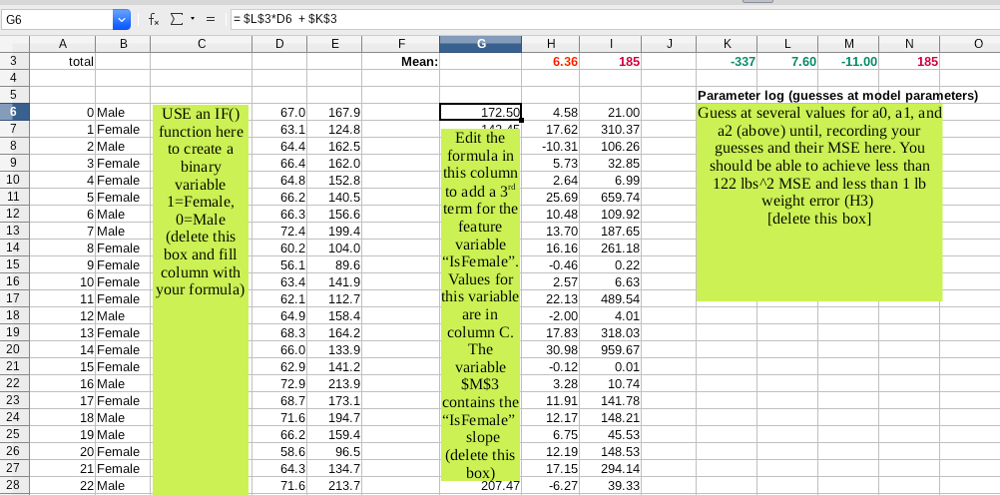 G6 fx Σ = = $L$3*D6 + $K$3
A B C D E F G H I J K L M N O
3 total Mean: 6.36 185 -337 7.60 -11.00 185
4
5 Parameter log (guesses at model parameters)
6 0 Male 67.0 167.9 172.50 4.58 21.00
7 1 Female 63.1 124.8 142.45 17.62 310.37
8 2 Male 64.4 162.5 -10.31 106.26
9 3 Female 66.4 162.0 5.73 32.85
10 4 Female 64.8 152.8 2.64 6.99
11 5 Female 66.2 140.5 25.69 659.74
12 6 Male 66.3 156.6 10.48 109.92
13 7 Male 72.4 199.4 13.70 187.65
14 8 Female 60.2 104.0 16.16 261.18
15 9 Female 56.1 89.6 -0.46 0.22
16 10 Female 63.4 141.9 2.57 6.63
17 11 Female 62.1 112.7 22.13 489.54
18 12 Male 64.9 158.4 -2.00 4.01
19 13 Female 68.3 164.2 17.83 318.03
20 14 Female 66.0 133.9 30.98 959.67
21 15 Female 62.9 141.2 -0.12 0.01
22 16 Male 72.9 213.9 3.28 10.74
23 17 Female 68.7 173.1 11.91 141.78
24 18 Male 71.6 194.7 12.17 148.21
25 19 Male 66.2 159.4 6.75 45.53
26 20 Female 58.6 96.5 12.19 148.53
27 21 Female 64.3 134.7 17.15 294.14
28 22 Male 71.6 213.7 207.47 -6.27 39.33
USE an IF()
function here
to create a
binary
variable
1=Female,
0=Male
(delete this
box and fill
column with
your formula)
Edit the
formula in
this column
to add a 3rd
term for the
feature
variable
“IsFemale”.
Values for
this variable
are in
column C.
The
variable
$M$3
contains the
“IsFemale”
slope
(delete this
box)
Guess at several values for a0, a1, and
a2 (above) until, recording your
guesses and their MSE here. You
should be able to achieve less than
122 lbs^2 MSE and less than 1 lb
weight error (H3)
[delete this box]